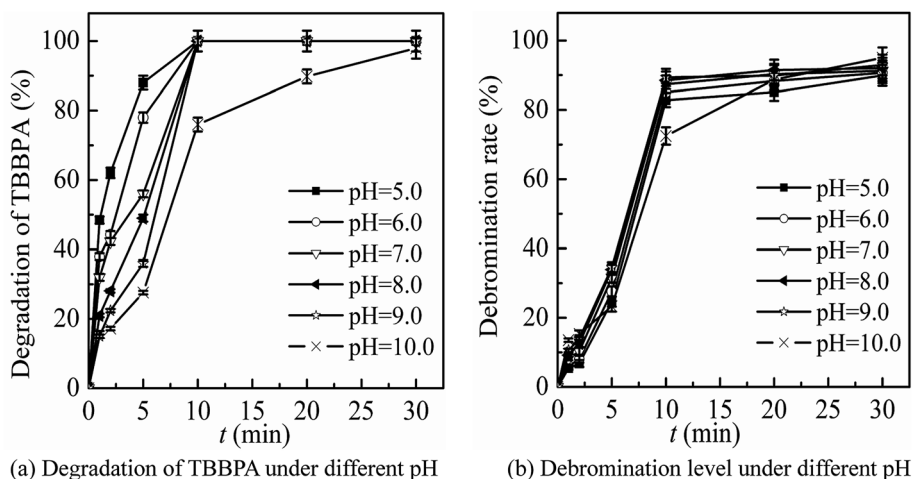 Degradation of TBBPA (%)
100
80
60
40
20
0
pH=5.0
pH=6.0
pH=7.0
pH=8.0
pH=9.0
pH=10.0
0 5 10 15 20 25 30
t (min)
(a) Degradation of TBBPA under different pH
Debromination rate (%)
100
80
60
40
20
0
pH=5.0
pH=6.0
pH=7.0
pH=8.0
pH=9.0
pH=10.0
0 5 10 15 20 25 30
t (min)
(b) Debromination level under different pH